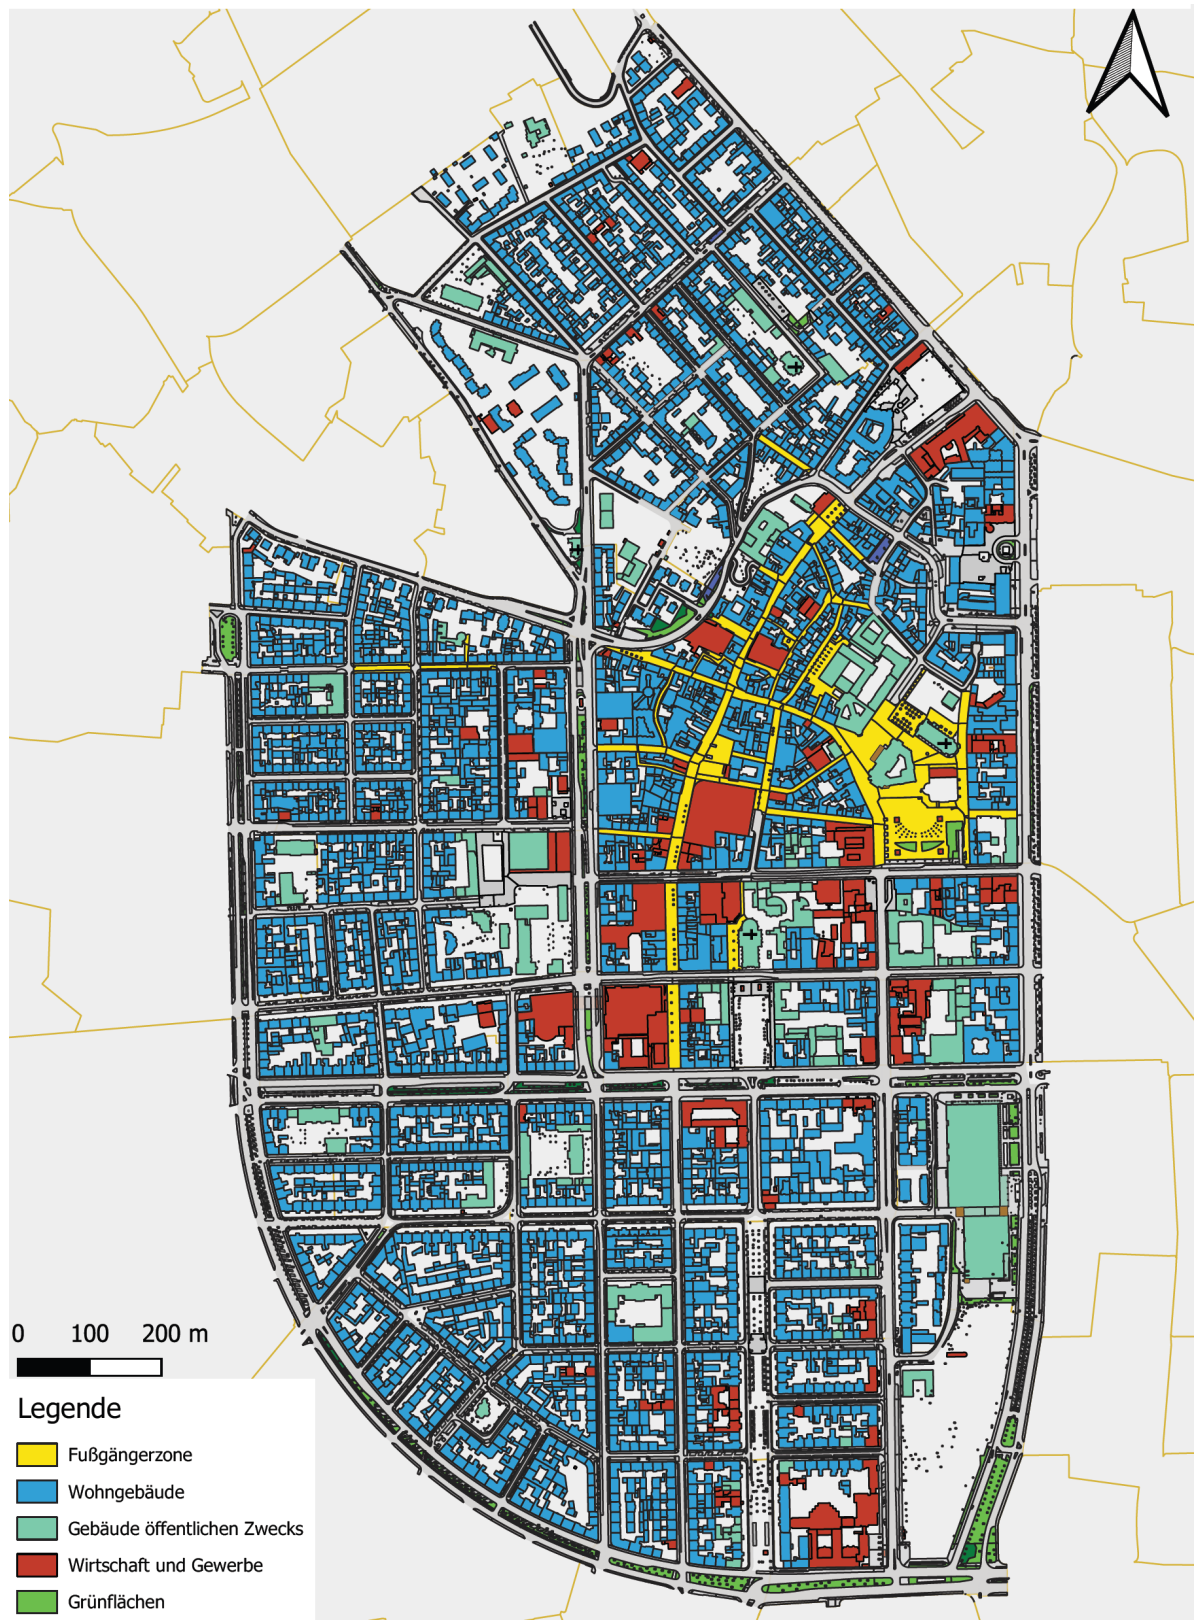 0 100 200 m
Legende
Fußgängerzone
Wohngebäude
Gebäude öffentlichen Zwecks
Wirtschaft und Gewerbe
Grünflächen